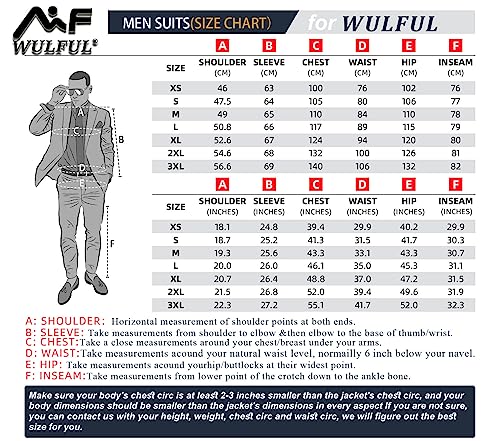 MF
WULFUL®
MEN SUITS(SIZE CHART) for WULFUL
A B C D E F
SIZE SHOULDER SLEEVE CHEST WAIST HIP INSEAM
(CM) (CM) (CM) (CM) (CM) (CM)
XS 46 63 100 76 102 76
S 47.5 64 105 80 106 77
M 49 65 110 84 110 78
L 50.8 66 117 89 115 79
XL 52.6 67 124 94 120 80
2XL 54.6 68 132 100 126 81
3XL 56.6 69 140 106 132 82
A B C D E F
SIZE SHOULDER SLEEVE CHEST WAIST HIP INSEAM
(INCHES) (INCHES) (INCHES) (INCHES) (INCHES) (INCHES)
XS 18.1 24.8 39.4 29.9 40.2 29.9
S 18.7 25.2 41.3 31.5 41.7 30.3
M 19.3 25.6 43.3 33.1 43.3 30.7
L 20.0 26.0 46.1 35.0 45.3 31.1
XL 20.7 26.4 48.8 37.0 47.2 31.5
2XL 21.5 26.8 52.0 39.4 49.6 31.9
3XL 22.3 27.2 55.1 41.7 52.0 32.3
A
C
B
D
E
F
A: SHOULDER: Horizontal measurement of shoulder points at both ends.
B: SLEEVE: Take measurements from shoulder to elbow &then elbow to the base of thumb/wrist.
C: CHEST: Take a close measurements around your chest/breast under your arms.
D: WAIST: Take measurements acound your natural waist level, normailly 6 inch below your navel.
E: HIP: Take measurements acound yourhip/buttlocks at their widest point.
F: INSEAM: Take measurements from lower point of the crotch down to the ankle bone.
Make sure your body's chest circ is at least 2-3 inches smaller than the jacket's chest circ, and your
body dimensions should be smaller than the jacket's dimensions in every aspect If you are not sure,
you can contact us with your height, weight, chest circ and waist circ, we will figure out the best
size for you.